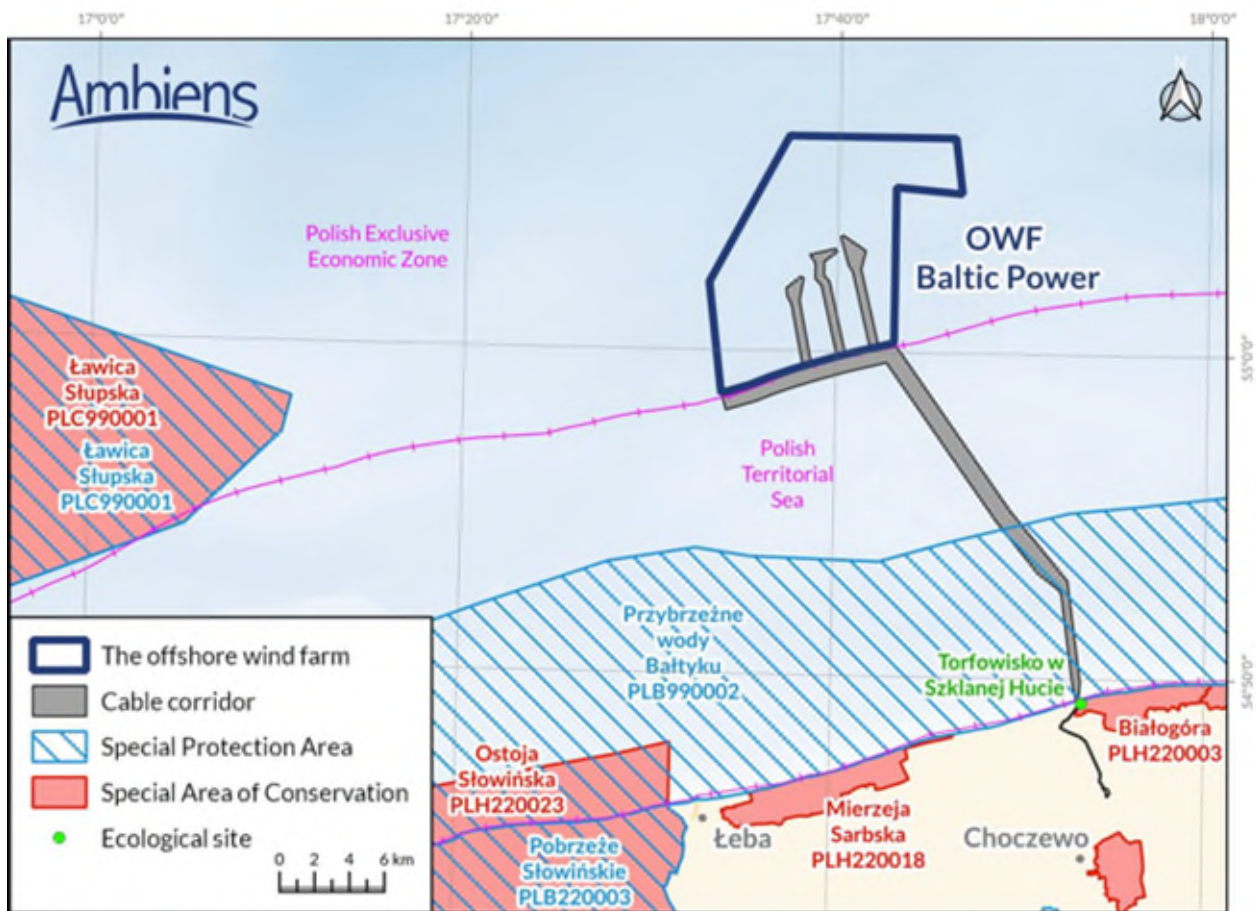 17°0'0"
17°20'0"
17°40'0"
18°0'0"
Ambiens
N
Polish Exclusive
Economic Zone
OWF
Baltic Power
55°0'0"
Ławica
Słupska
PLC990001
Ławica
Słupska
PLC990001
Polish
Territorial
Sea
Przybrzeżne
wody
Bałtyku
PLB990002
Torfowisko w
Szklanej Hucie
54°50'0"
Białogóra
PLH220003
Ostoja
Słowińska
PLH220023
Mierzeja
Sarbska
PLH220018
Łeba
Choczewo
Pobrzeże
Słowińskie
PLB220003
The offshore wind farm
Cable corridor
Special Protection Area
Special Area of Conservation
Ecological site
0 2 4 6 km